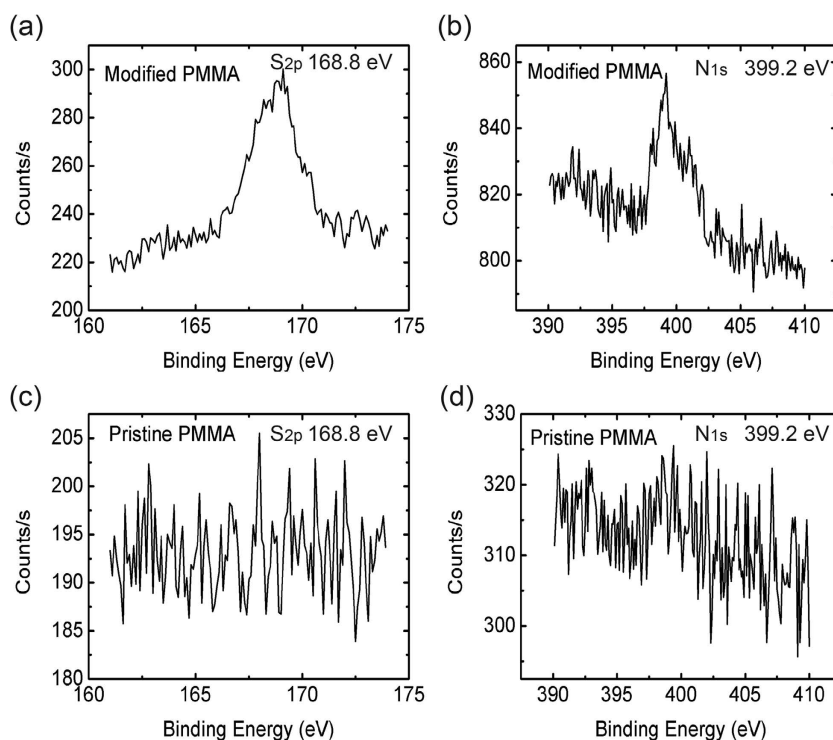 (a)
Modified PMMA S2p 168.8 eV
300
280
260
240
220
200
160 165 170 175
Counts/s
Binding Energy (eV)
(b)
Modified PMMA N1s 399.2 eV
860
840
820
800
390 395 400 405 410
Counts/s
Binding Energy (eV)
(c)
Pristine PMMA S2p 168.8 eV
205
200
195
190
185
180
160 165 170 175
Counts/s
Binding Energy (eV)
(d)
Pristine PMMA N1s 399.2 eV
330
320
310
300
390 395 400 405 410
Counts/s
Binding Energy (eV)